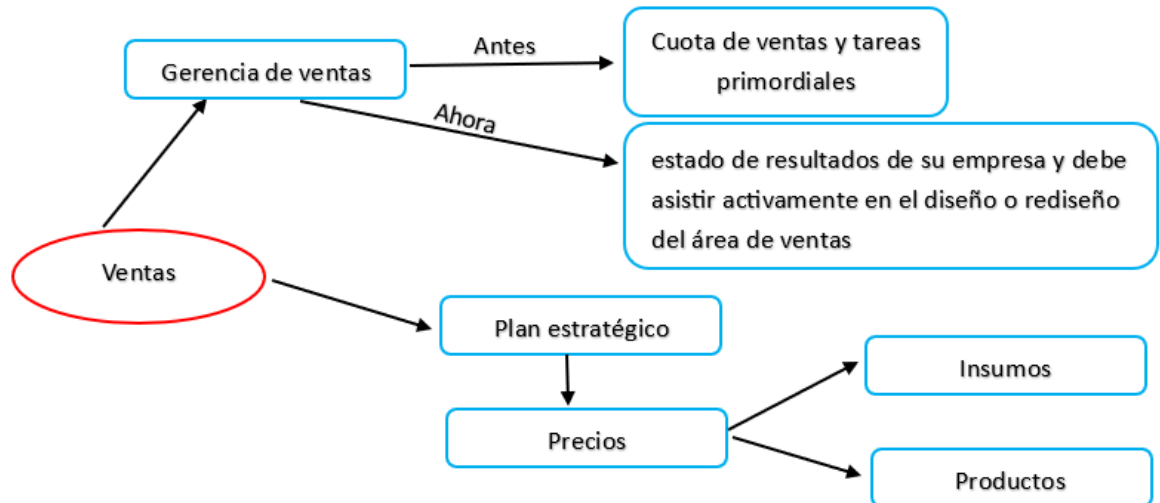 Gerencia de ventas
Antes
Cuota de ventas y tareas
primordiales
Ahora
estado de resultados de su empresa y debe
asistir activamente en el diseño o rediseño
del área de ventas
Ventas
Plan estratégico
Precios
Insumos
Productos